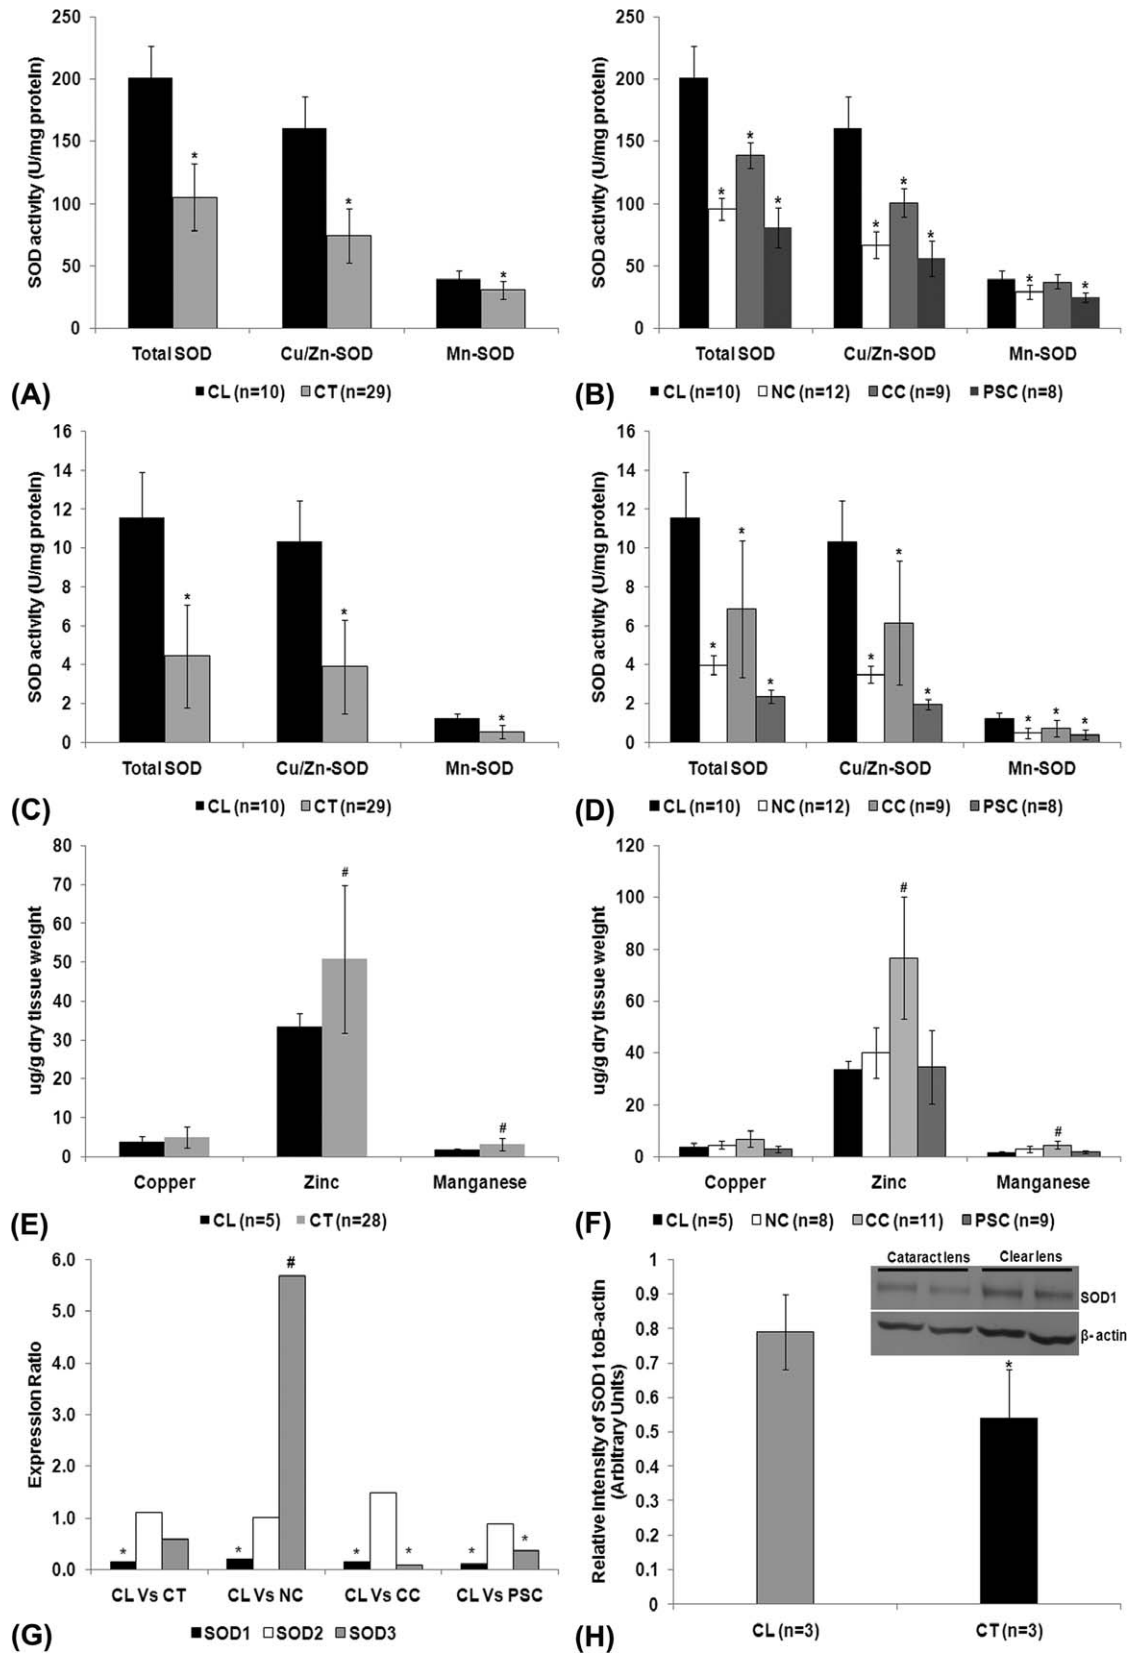 250
200
150
100
50
0
SOD activity (U/mg protein)
Total SOD Cu/Zn-SOD Mn-SOD
* * *
CL (n=10) CT (n=29)
(A)
250
200
150
100
50
0
SOD activity (U/mg protein)
Total SOD Cu/Zn-SOD Mn-SOD
* * * * * * * *
CL (n=10) NC (n=12) CC (n=9) PSC (n=8)
(B)
16
14
12
10
8
6
4
2
0
SOD activity (U/mg protein)
Total SOD Cu/Zn-SOD Mn-SOD
* * *
CL (n=10) CT (n=29)
(C)
16
14
12
10
8
6
4
2
0
SOD activity (U/mg protein)
Total SOD Cu/Zn-SOD Mn-SOD
* * * * * * * * *
CL (n=10) NC (n=12) CC (n=9) PSC (n=8)
(D)
80
70
60
50
40
30
20
10
0
ug/g dry tissue weight
Copper Zinc Manganese
# #
CL (n=5) CT (n=28)
(E)
120
100
80
60
40
20
0
ug/g dry tissue weight
Copper Zinc Manganese
# #
CL (n=5) NC (n=8) CC (n=11) PSC (n=9)
(F)
6.0
5.0
4.0
3.0
2.0
1.0
0.0
Expression Ratio
CL Vs CT CL Vs NC CL Vs CC CL Vs PSC
* * # * * * *
SOD1 SOD2 SOD3
(G)
1
0.9
0.8
0.7
0.6
0.5
0.4
0.3
0.2
0.1
0
Relative Intensity of SOD1 toB-actin
(Arbitrary Units)
Cataract lens Clear lens
SOD1
β- actin
*
CL (n=3) CT (n=3)
(H)